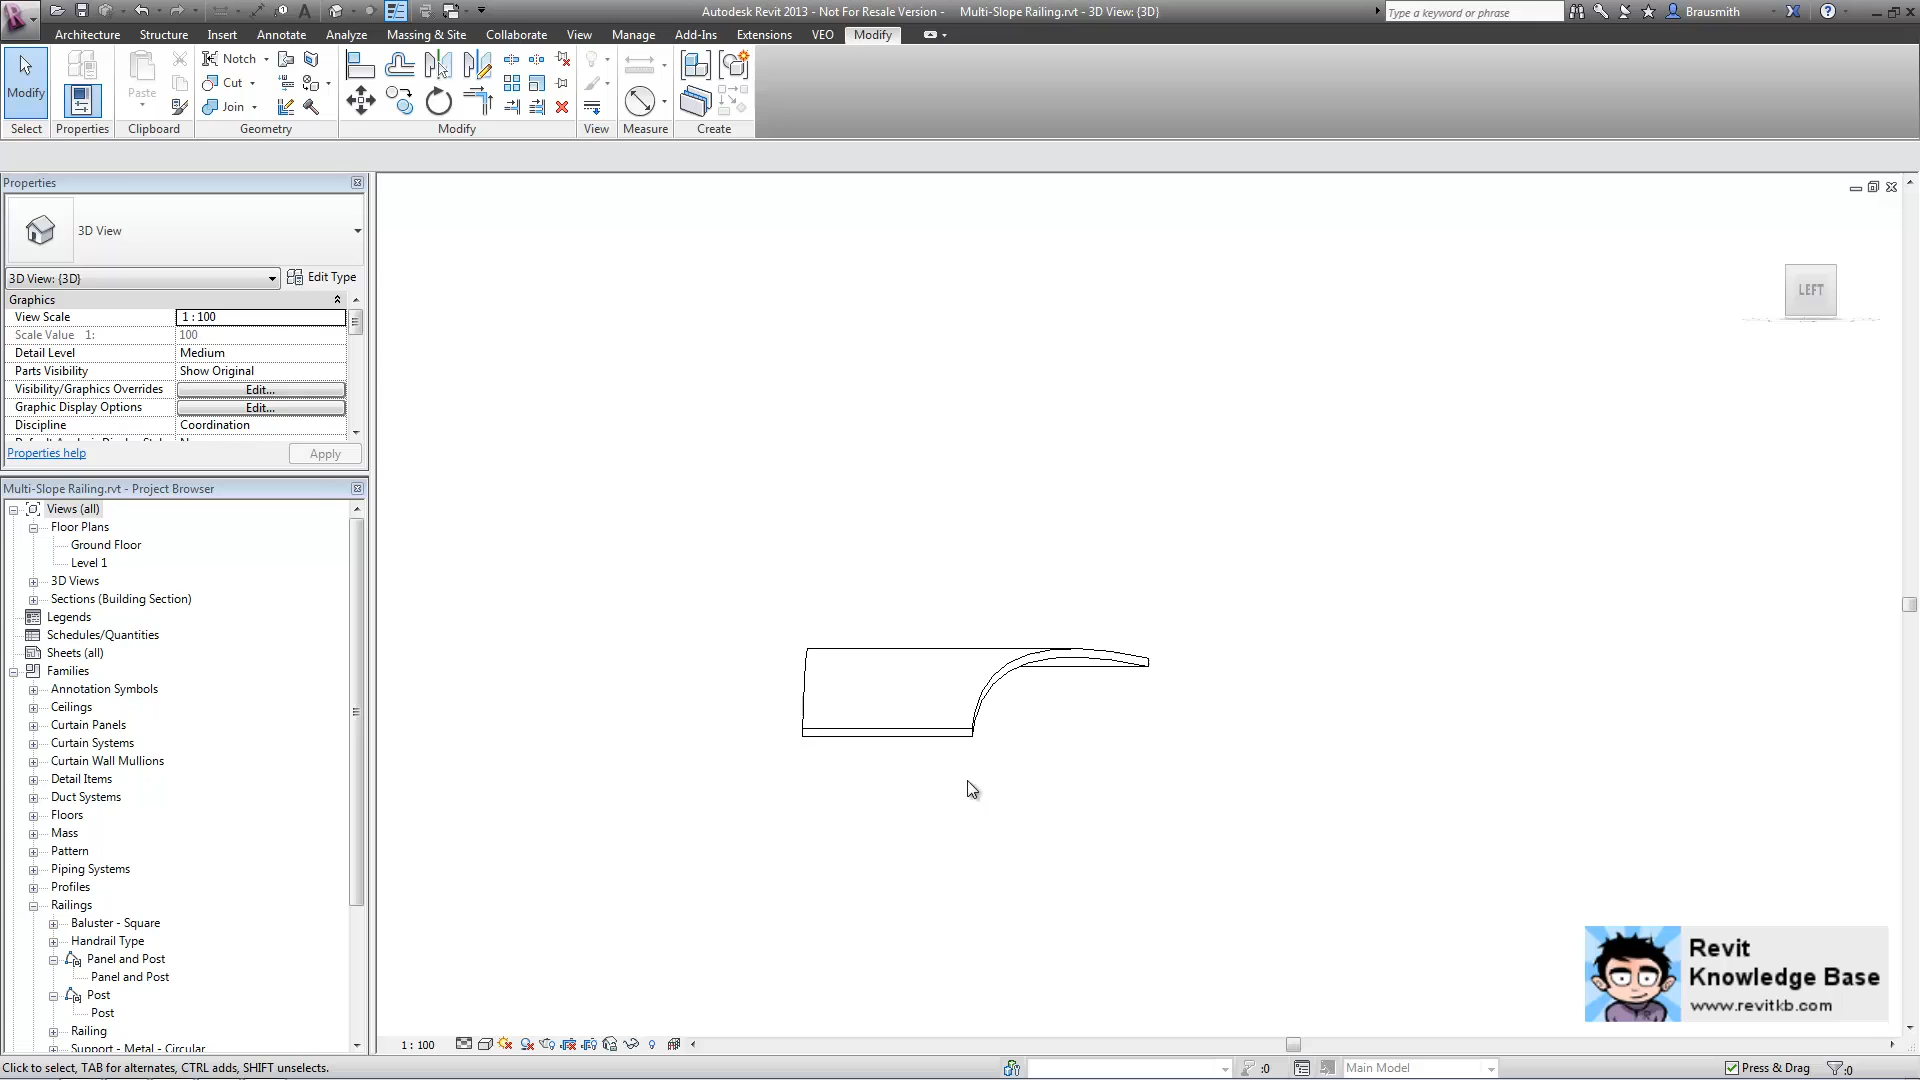 Autodesk Revit 2013 - Not For Resale Version - Multi-Slope Railing.rvt - 3D View: {3D}
Type a keyword or phrase
Brausmith
Architecture Structure Insert Annotate Analyze Massing & Site Collaborate View Manage Add-Ins Extensions VEO Modify
Modify
Paste
Notch
Cut
Join
Select Properties Clipboard Geometry Modify View Measure Create
Properties
3D View
3D View: {3D}
Edit Type
Graphics
View Scale 1 : 100
Scale Value 1: 100
Detail Level Medium
Parts Visibility Show Original
Visibility/Graphics Overrides Edit...
Graphic Display Options Edit...
Discipline Coordination
Properties help
Apply
Multi-Slope Railing.rvt - Project Browser
Views (all)
Floor Plans
Ground Floor
Level 1
3D Views
Sections (Building Section)
Legends
Schedules/Quantities
Sheets (all)
Families
Annotation Symbols
Ceilings
Curtain Panels
Curtain Systems
Curtain Wall Mullions
Detail Items
Duct Systems
Floors
Mass
Pattern
Piping Systems
Profiles
Railings
Baluster - Square
Handrail Type
Panel and Post
Panel and Post
Post
Post
Railing
Support - Metal - Circular
LEFT
Revit
Knowledge Base
www.revitkb.com
1 : 100
Click to select, TAB for alternates, CTRL adds, SHIFT unselects.
:0
Main Model
Press & Drag
:0